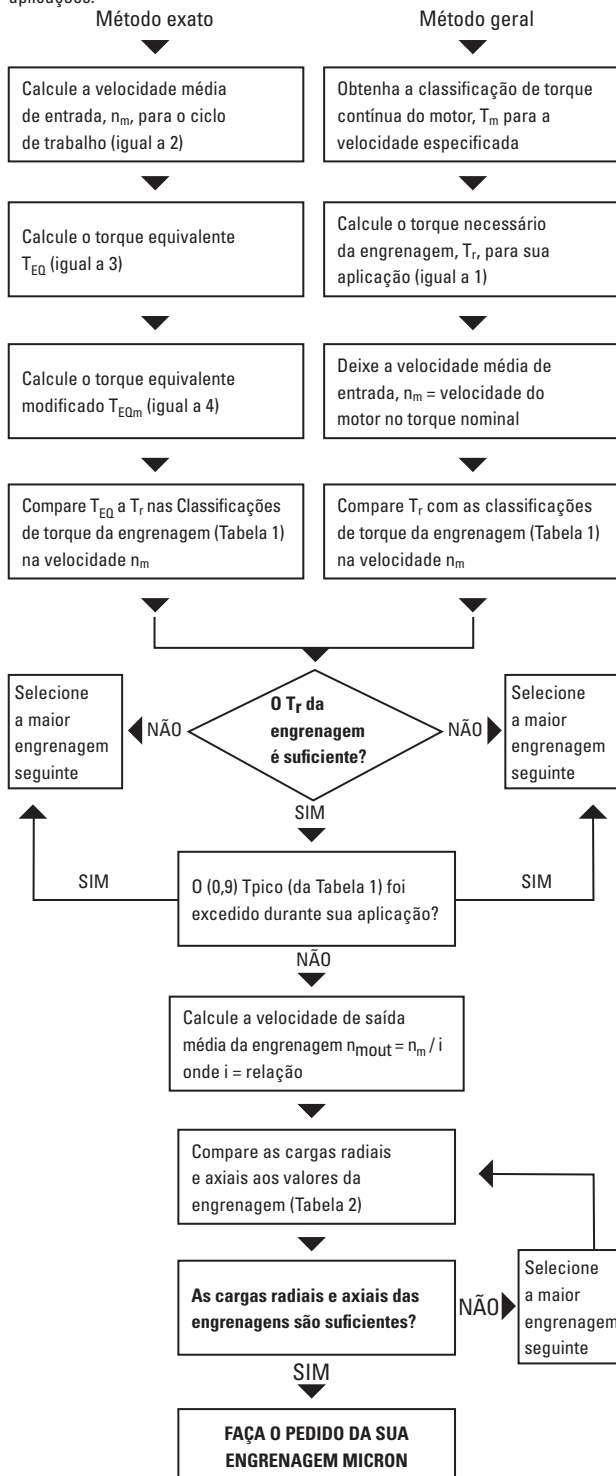 aplicações.
Método exato
Método geral
Calcule a velocidade média
de entrada, nm, para o ciclo
de trabalho (igual a 2)
Obtenha a classificação de torque
contínua do motor, Tm para a
velocidade especificada
Calcule o torque equivalente
TEQ (igual a 3)
Calcule o torque necessário
da engrenagem, Tr, para sua
aplicação (igual a 1)
Calcule o torque equivalente
modificado TEQm (igual a 4)
Deixe a velocidade média de
entrada, nm = velocidade do
motor no torque nominal
Compare TEQ a Tr nas Classificações
de torque da engrenagem (Tabela 1)
na velocidade nm
Compare Tr com as classificações
de torque da engrenagem (Tabela 1)
na velocidade nm
Selecione
a maior
engrenagem
seguinte
NÃO
O Tr da
engrenagem
é suficiente?
NÃO
Selecione
a maior
engrenagem
seguinte
SIM
SIM
O (0,9) Tpico (da Tabela 1) foi
excedido durante sua aplicação?
SIM
NÃO
Calcule a velocidade de saída
média da engrenagem nmout = nm / i
onde i = relação
Compare as cargas radiais
e axiais aos valores da
engrenagem (Tabela 2)
As cargas radiais e axiais das
engrenagens são suficientes?
NÃO
Selecione
a maior
engrenagem
seguinte
SIM
FAÇA O PEDIDO DA SUA
ENGRENAGEM MICRON